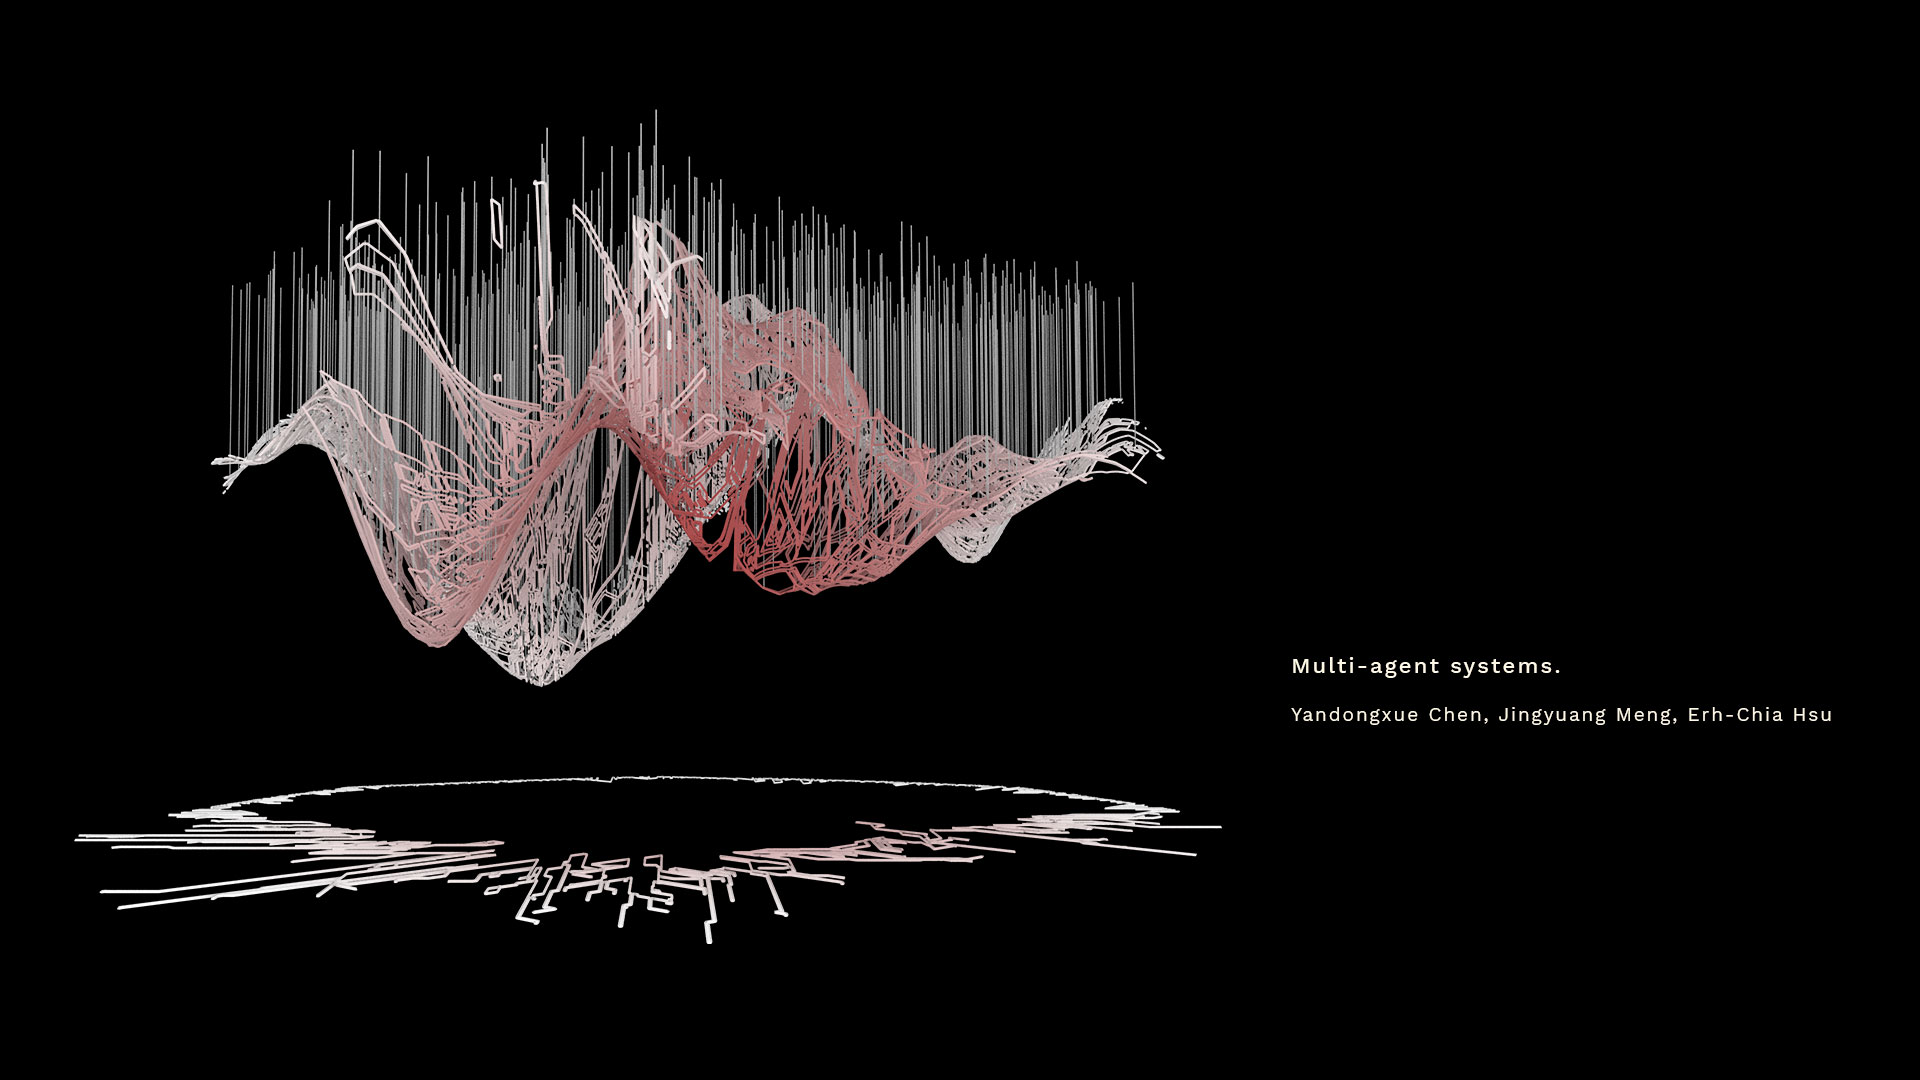 Multi-agent systems.
Yandongxue Chen, Jingyuang Meng, Erh-Chia Hsu